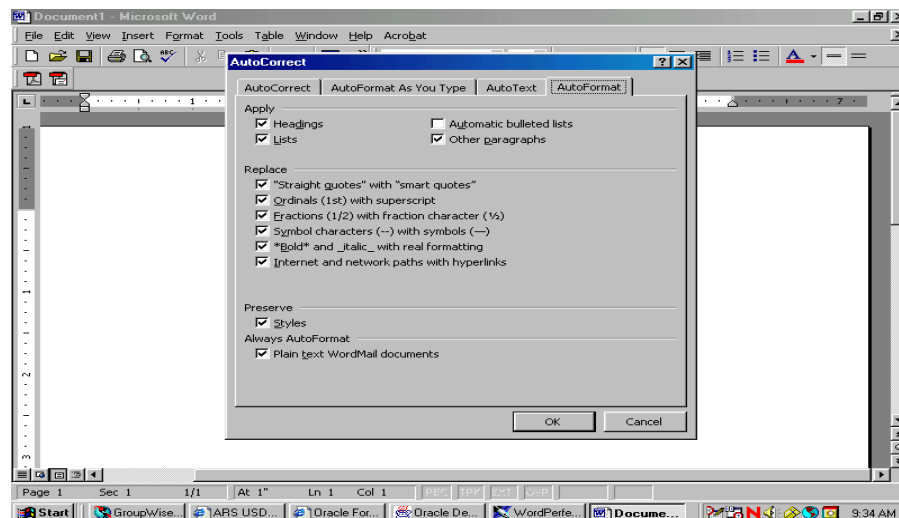 Document1 - Microsoft Word
File Edit View Insert Format Tools Table Window Help Acrobat
AutoCorrect
AutoCorrect AutoFormat As You Type AutoText AutoFormat
1 7
Apply
Headings Automatic bulleted lists
Lists Other paragraphs
Replace
"Straight quotes" with “smart quotes”
Ordinals (1st) with superscript
Fractions (1/2) with fraction character (½)
Symbol characters (--) with symbols (—)
*Bold* and _italic_ with real formatting
Internet and network paths with hyperlinks
Preserve
Styles
Always AutoFormat
Plain text WordMail documents
OK Cancel
Page 1 Sec 1 1/1 At 1" Ln 1 Col 1 REC TRK EXT OVR
Start GroupWise... ARS USD... Oracle For... Oracle De... WordPerfe... Docume... 9:34 AM